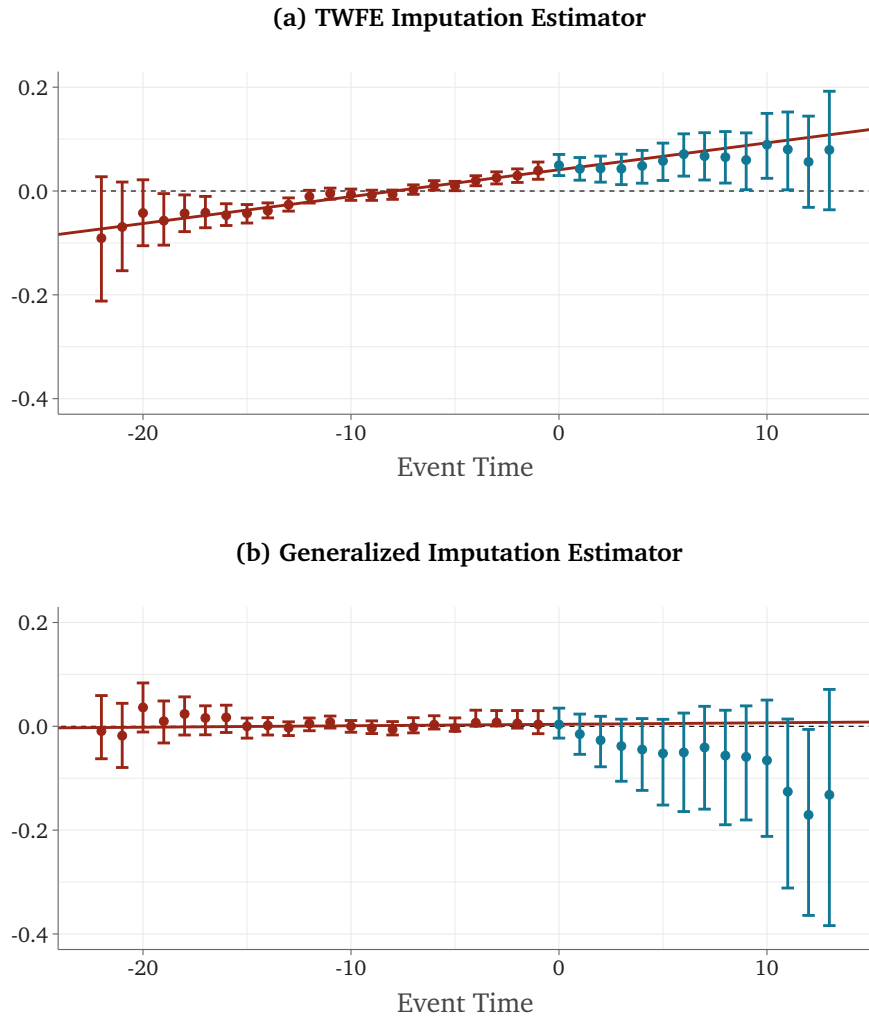 (a) TWFE Imputation Estimator
0.2
0.0
-0.2
-0.4
-20 -10 0 10
Event Time
(b) Generalized Imputation Estimator
0.2
0.0
-0.2
-0.4
-20 -10 0 10
Event Time